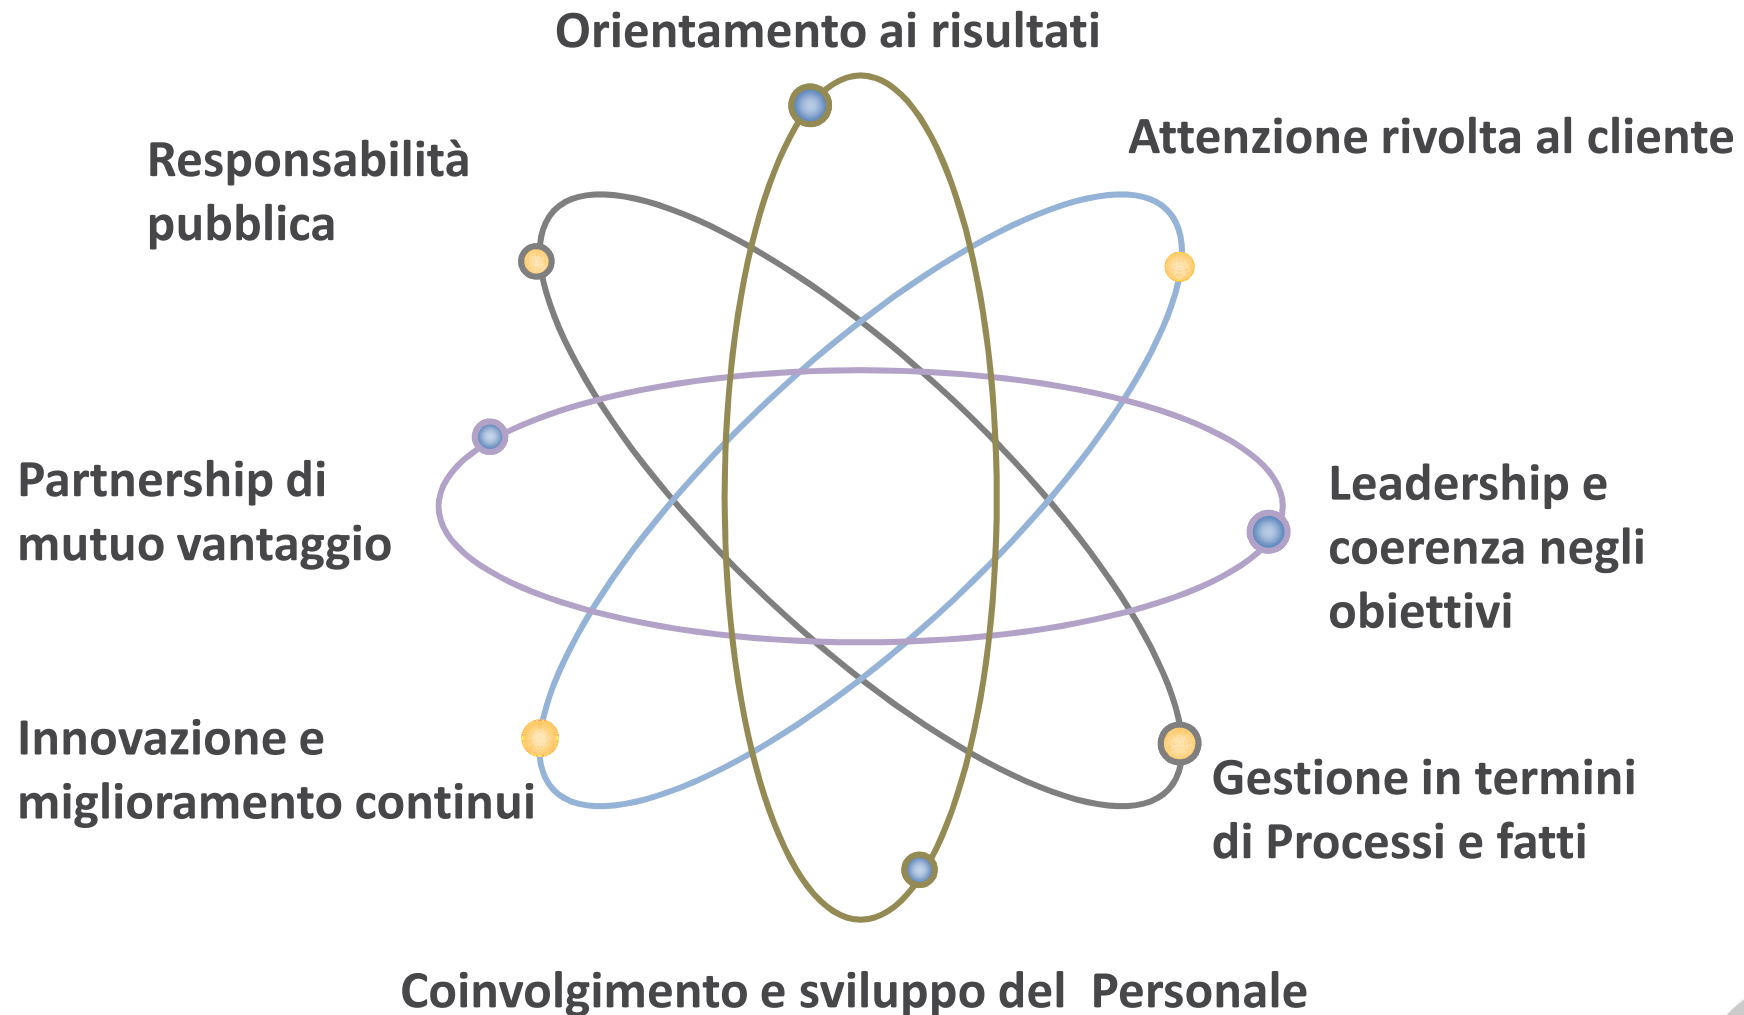 Orientamento ai risultati
Attenzione rivolta al cliente
Responsabilità
pubblica
Partnership di
mutuo vantaggio
Leadership e
coerenza negli
obiettivi
Innovazione e
miglioramento continui
Gestione in termini
di Processi e fatti
Coinvolgimento e sviluppo del  Personale